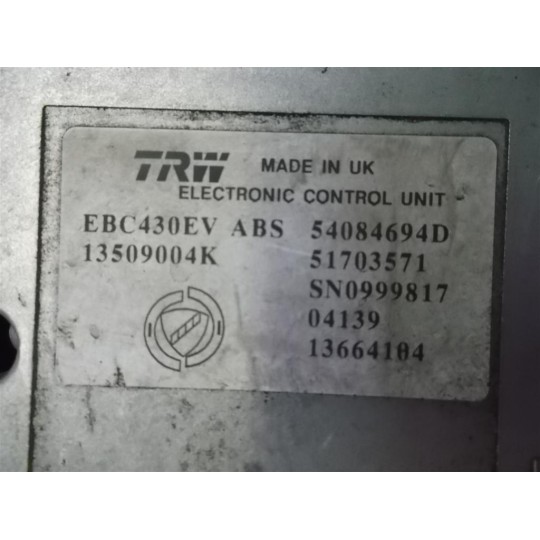 TRW MADE IN UK
ELECTRONIC CONTROL UNIT
EBC430EV ABS 54084694D
13509004K 51703571
SN0999817
04139
13664104